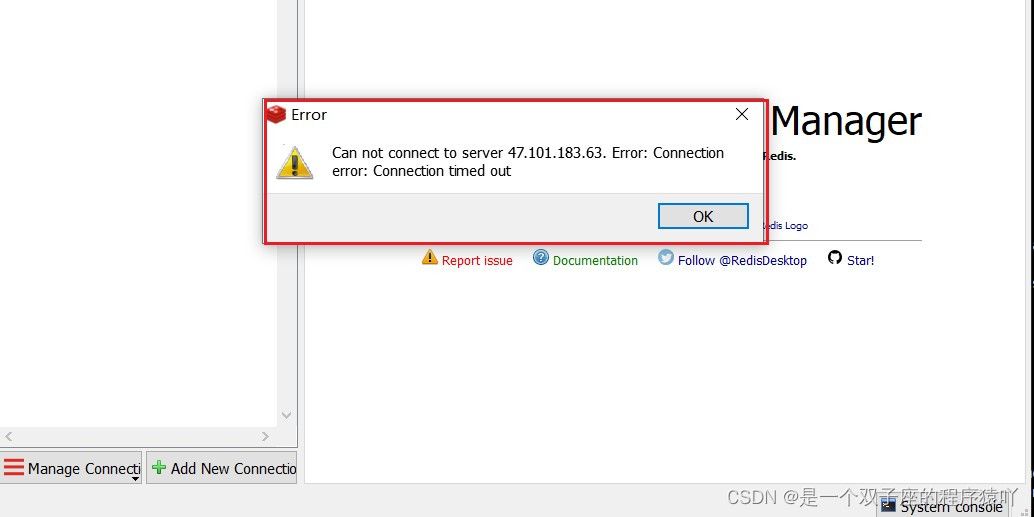 Error
Manager
Can not connect to server 47.101.183.63. Error: Connection
error: Connection timed out
Redis.
OK
Redis Logo
Report issue
Documentation
Follow @RedisDesktop
Star!
Manage Connecti
Add New Connectio
CSDN @是一个双子座的程序猿吖
System console